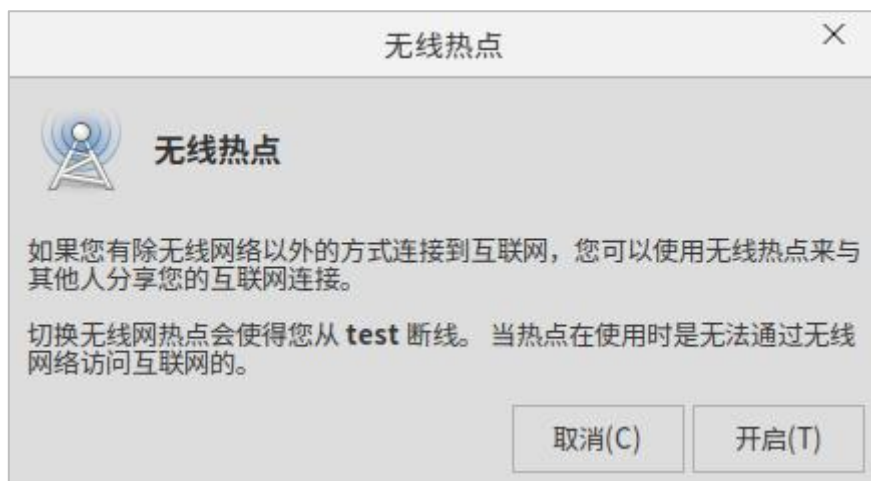 无线热点
无线热点
如果您有除无线网络以外的方式连接到互联网，您可以使用无线热点来与
其他人分享您的互联网连接。
切换无线网热点会使得您从 test 断线。 当热点在使用时是无法通过无线
网络访问互联网的。
取消(C) 开启(T)